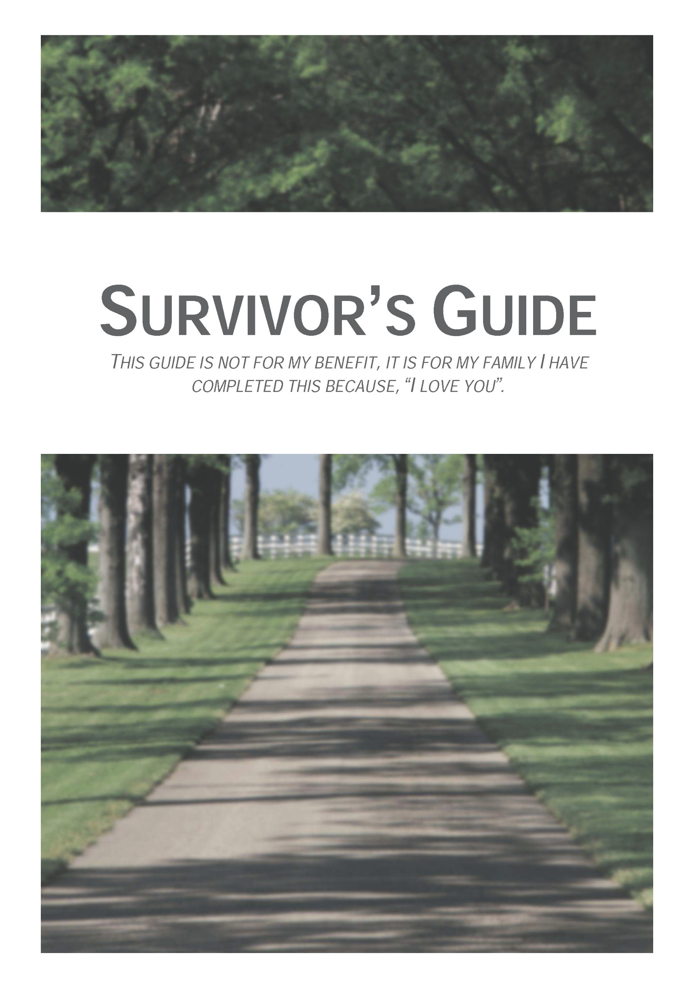 SURVIVOR’S GUIDE
THIS GUIDE IS NOT FOR MY BENEFIT, IT IS FOR MY FAMILY I HAVE
COMPLETED THIS BECAUSE, “I LOVE YOU”.